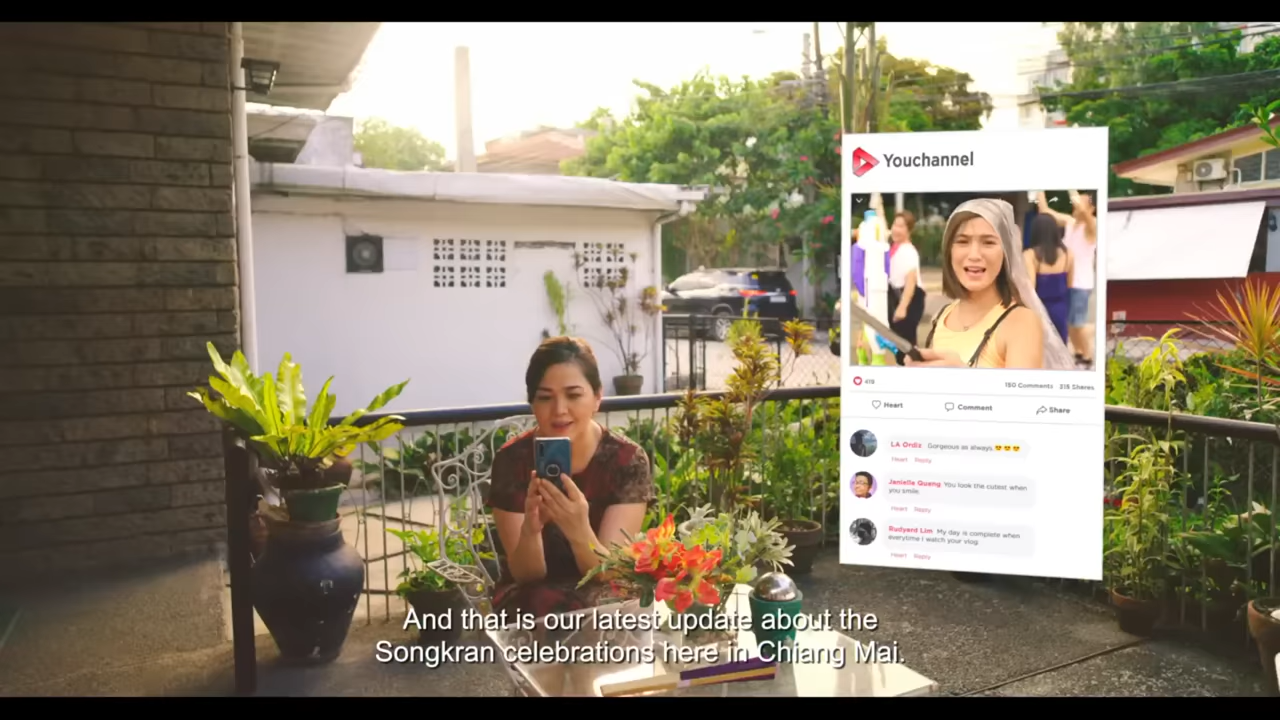 Youchannel
419
180 Comments 215 Shares
Heart Comment Share
LA Ordiz Gorgeous as always. 😍😍😍
Heart Reply
Janielle Queng You look the cutest when
you smile.
Heart Reply
Rudyard Lim My day is complete when
everytime I watch your vlog
Heart Reply
And that is our latest update about the
Songkran celebrations here in Chiang Mai.